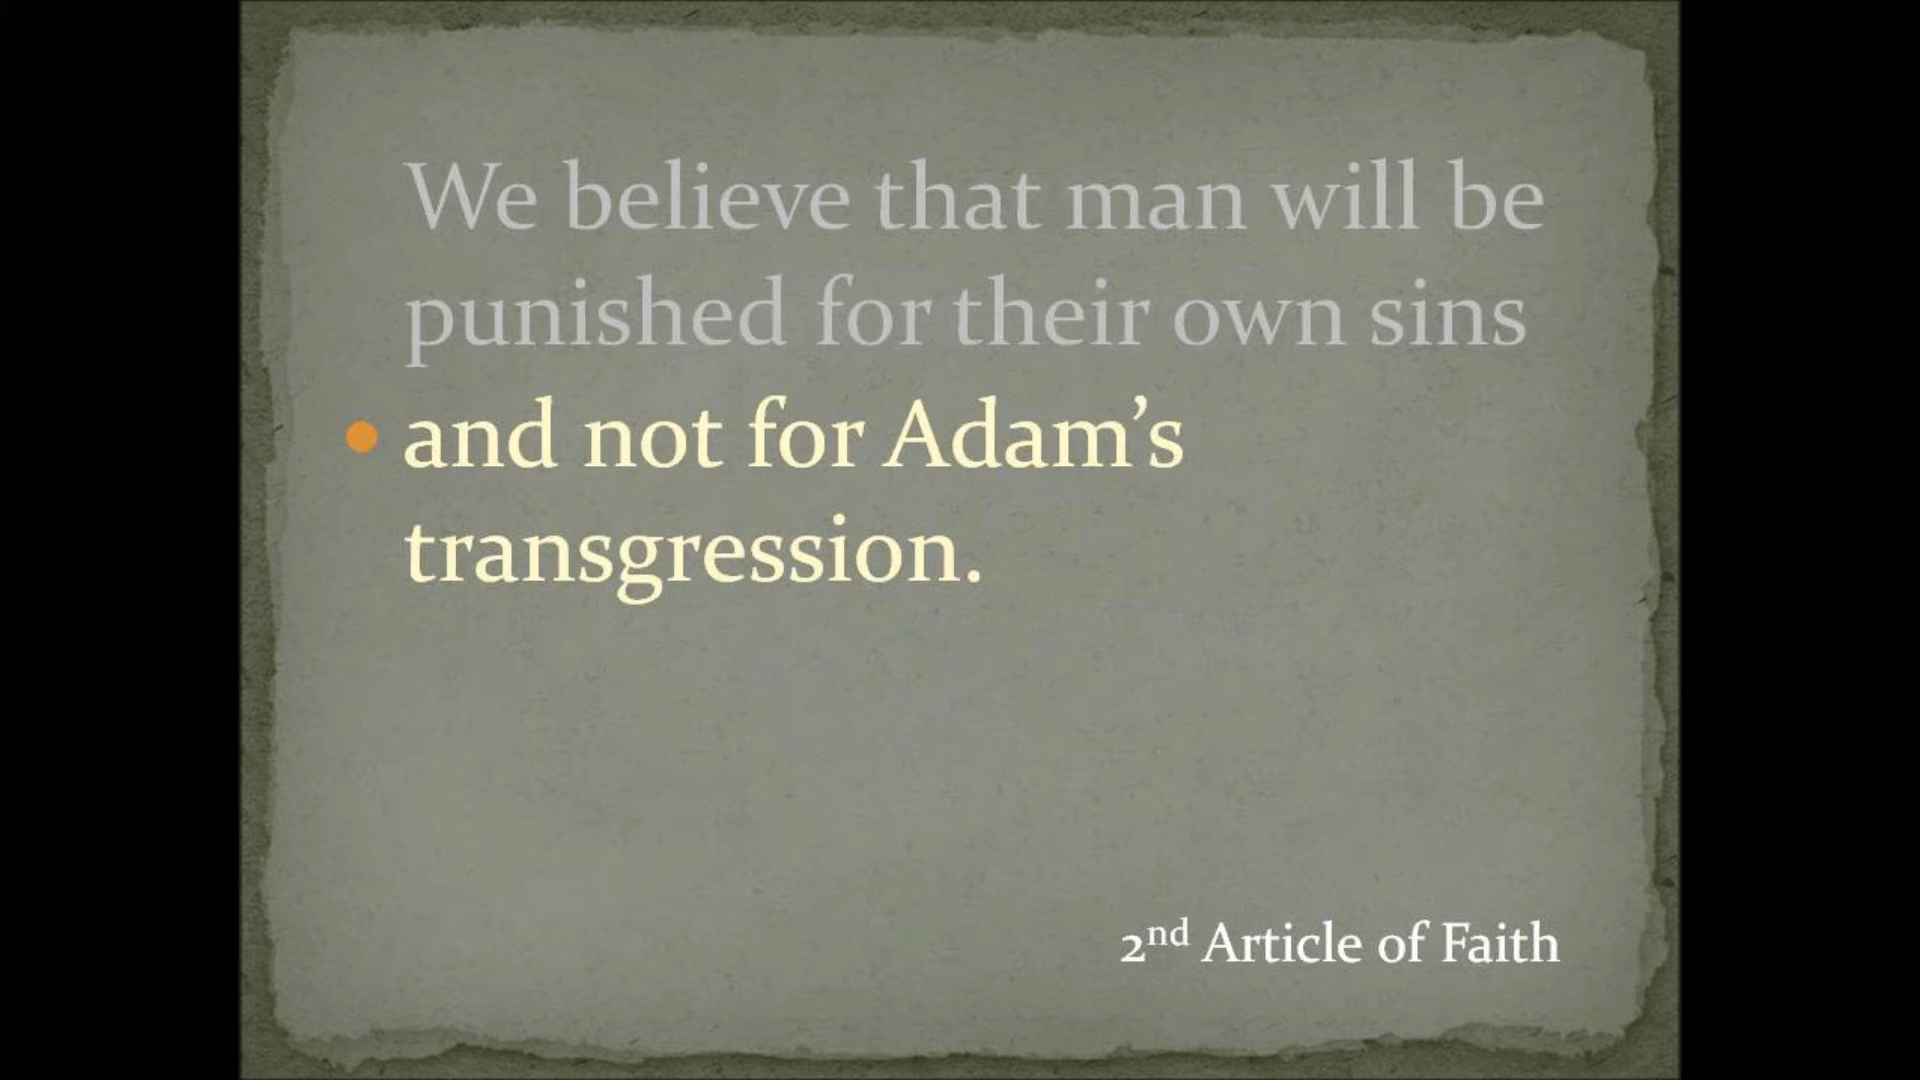 We believe that man will be
punished for their own sins
• and not for Adam’s
transgression.
2nd Article of Faith